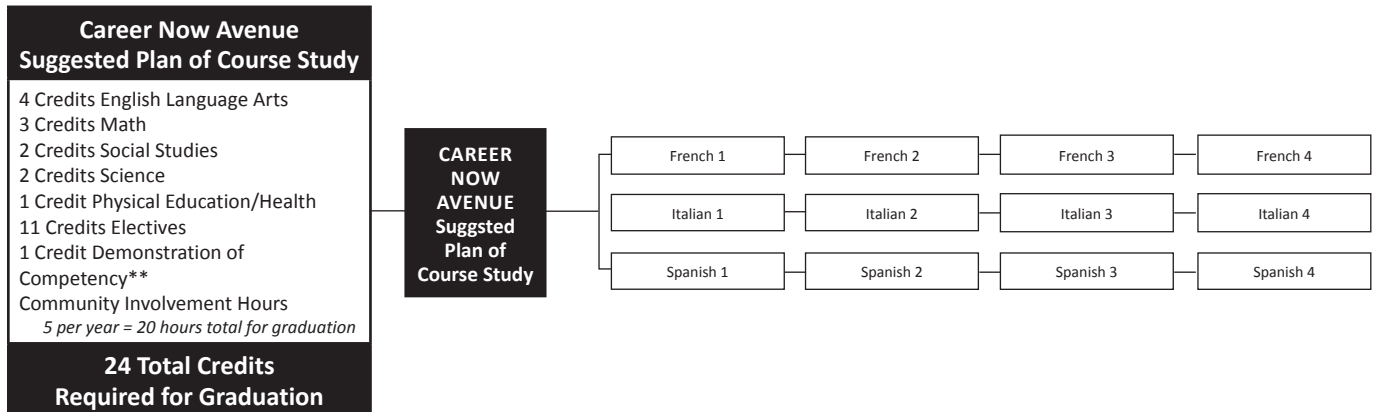 Career Now Avenue
Suggested Plan of Course Study
4 Credits English Language Arts
3 Credits Math
2 Credits Social Studies
2 Credits Science
1 Credit Physical Education/Health
11 Credits Electives
1 Credit Demonstration of
Competency**
Community Involvement Hours
5 per year = 20 hours total for graduation
24 Total Credits
Required for Graduation
CAREER
NOW
AVENUE
Suggsted
Plan of
Course Study
French 1
French 2
French 3
French 4
Italian 1
Italian 2
Italian 3
Italian 4
Spanish 1
Spanish 2
Spanish 3
Spanish 4